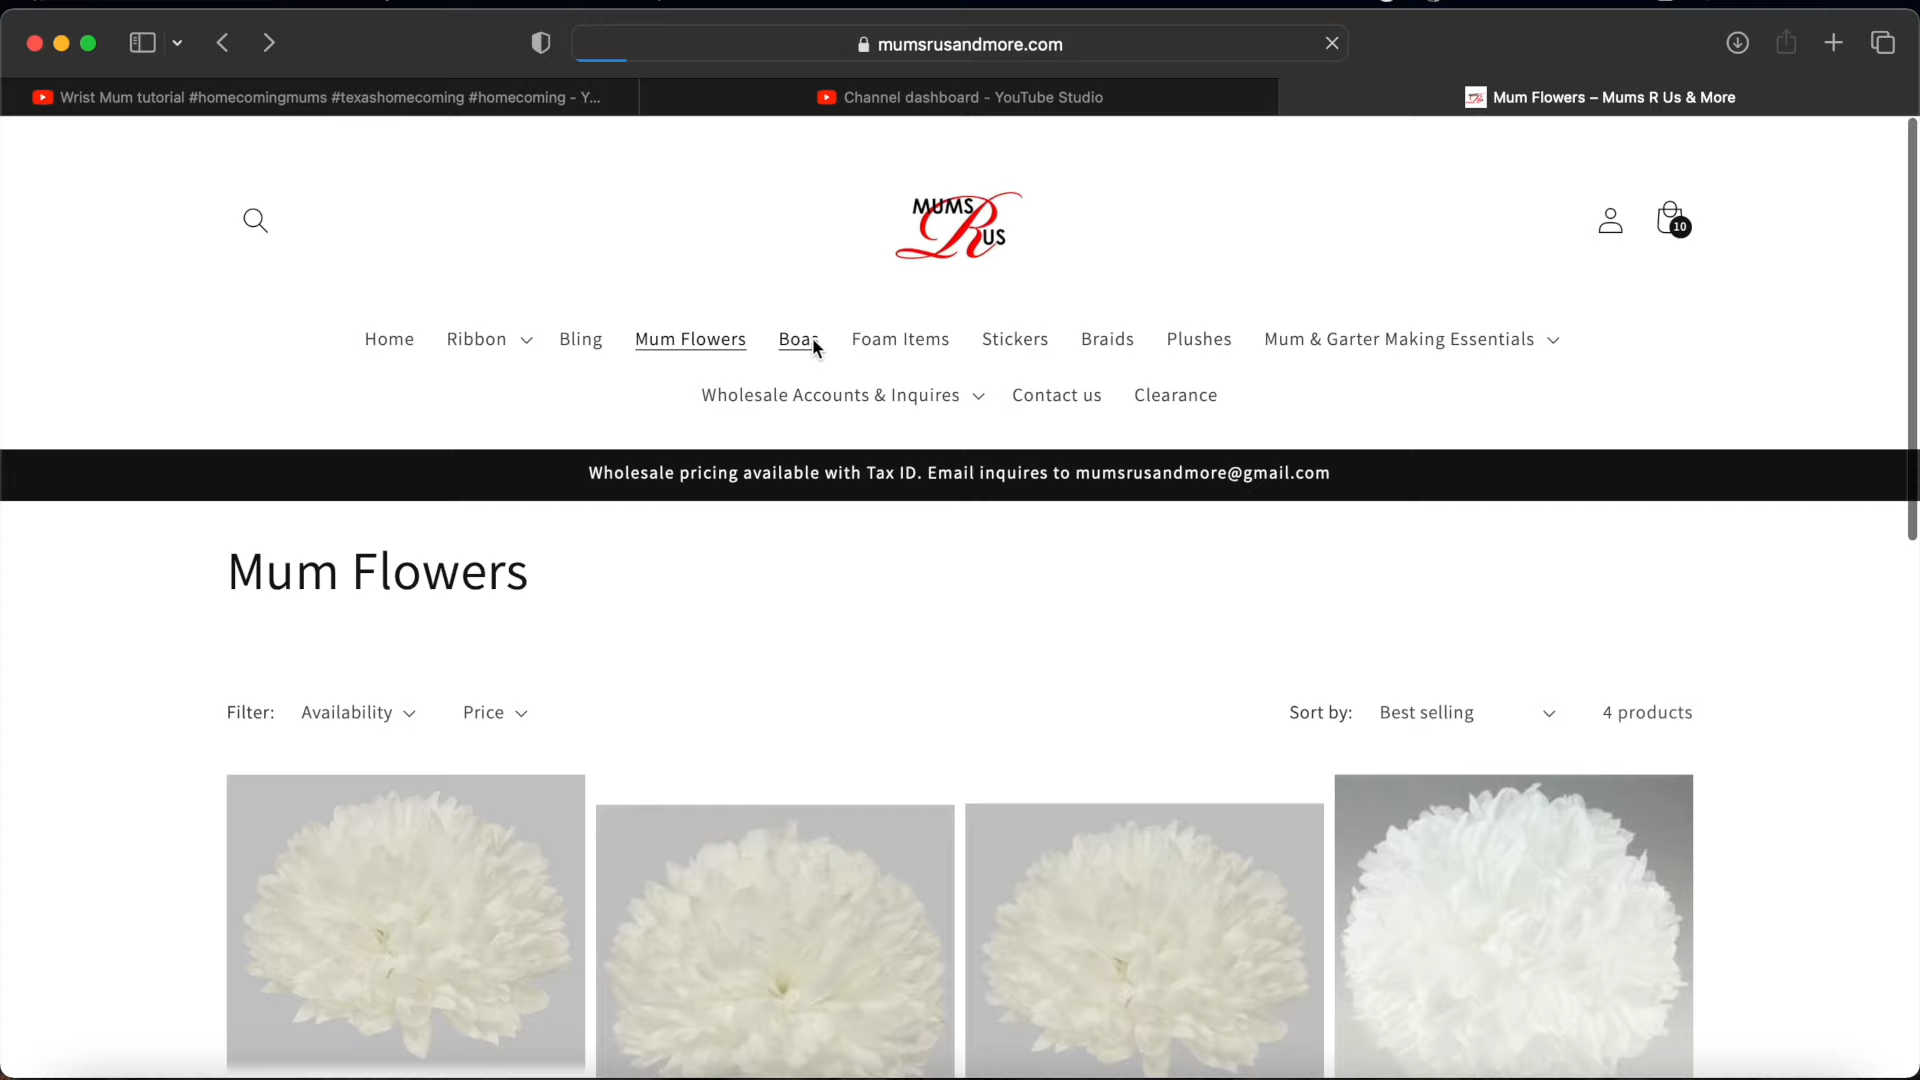 mumsrusandmore.com
Wrist Mum tutorial #homecomingmums #texashomecoming #homecoming - Y...
Channel dashboard - YouTube Studio
Mum Flowers – Mums R Us & More
MUMS
R US
10
Home Ribbon Bling Mum Flowers Boas Foam Items Stickers Braids Plushes Mum & Garter Making Essentials
Wholesale Accounts & Inquires Contact us Clearance
Wholesale pricing available with Tax ID. Email inquires to mumsrusandmore@gmail.com
Mum Flowers
Filter: Availability Price Sort by: Best selling 4 products